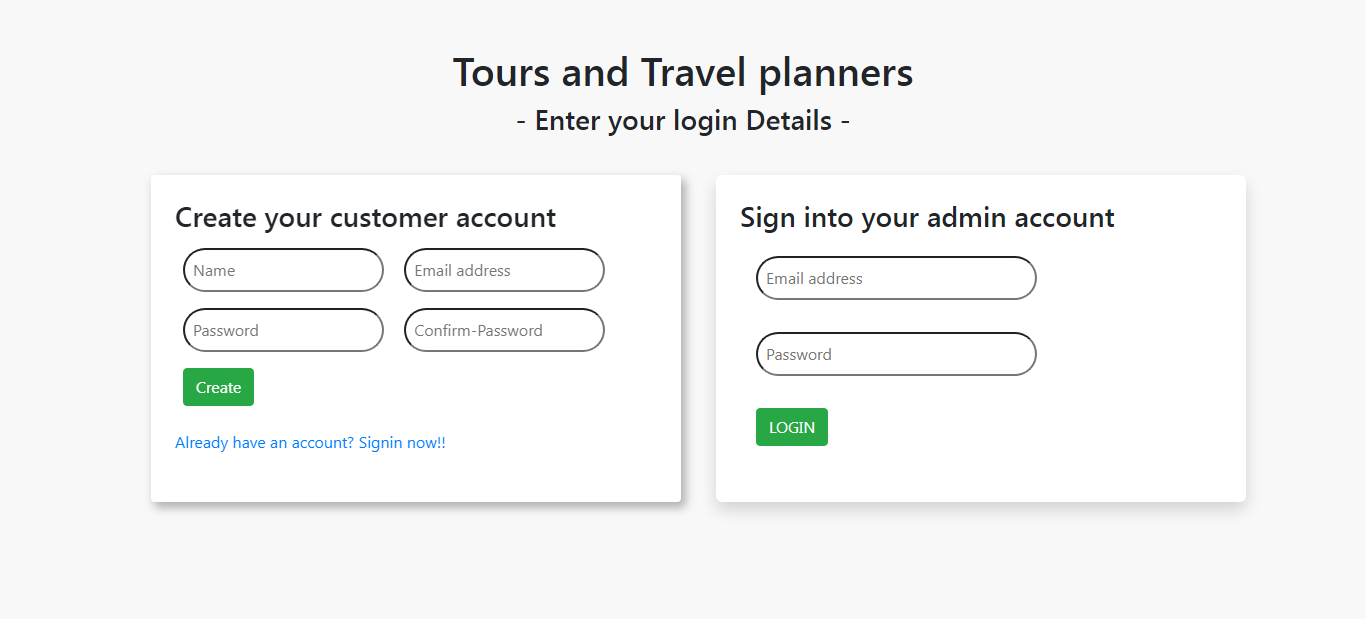 Tours and Travel planners
- Enter your login Details -
Create your customer account
Name
Email address
Password
Confirm-Password
Create
Already have an account? Signin now!!
Sign into your admin account
Email address
Password
LOGIN